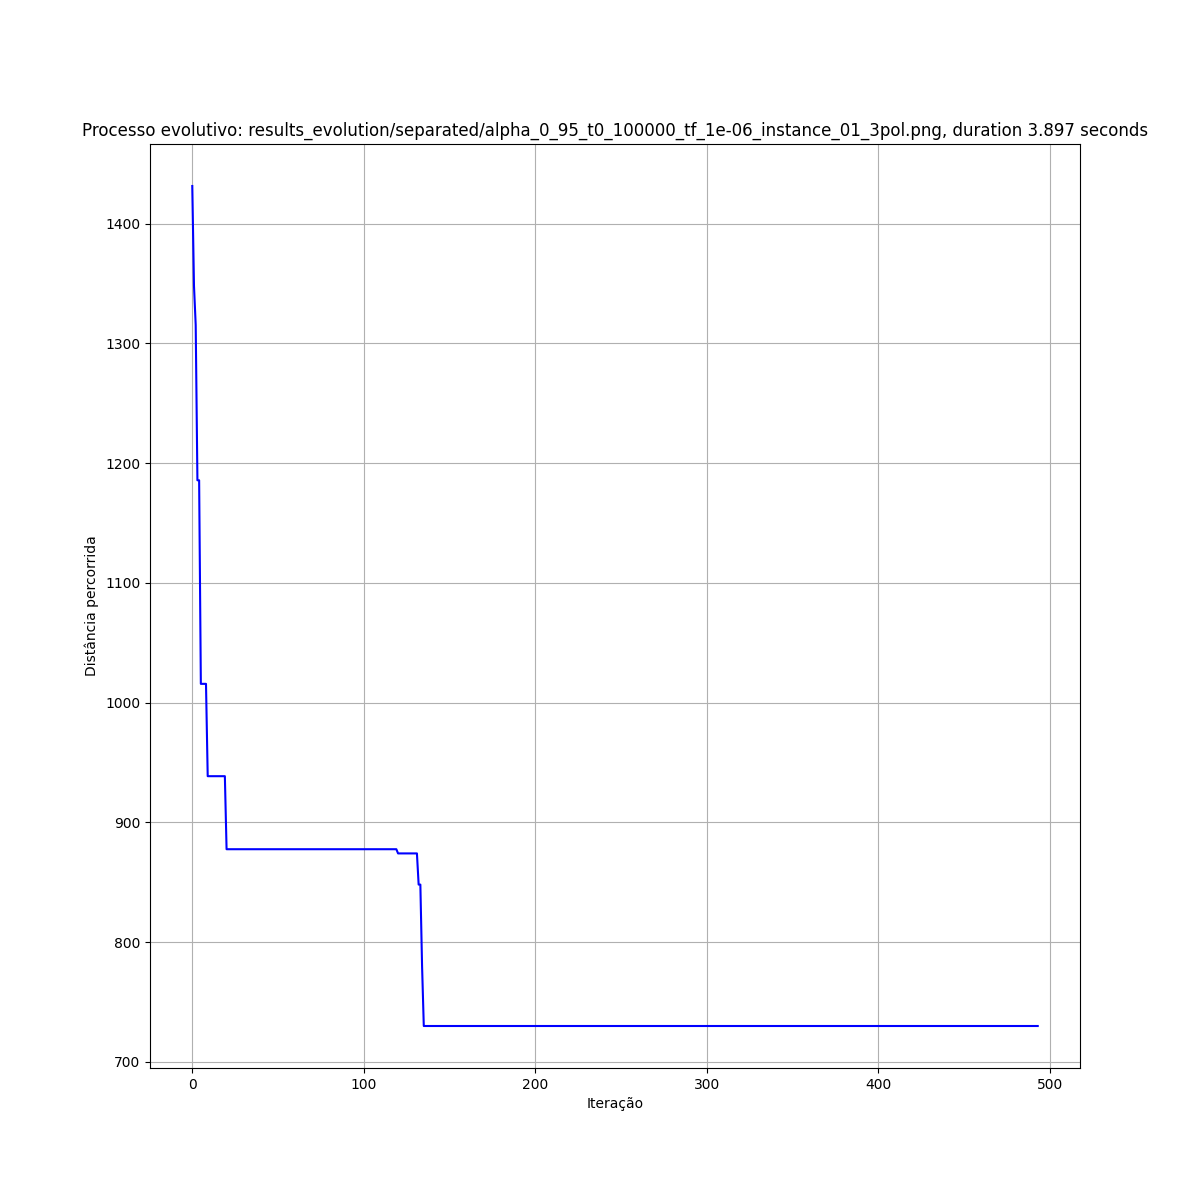 Processo evolutivo: results_evolution/separated/alpha_0_95_t0_100000_tf_1e-06_instance_01_3pol.png, duration 3.897 seconds
1400
1300
1200
1100
1000
900
800
700
Distância percorrida
0 100 200 300 400 500
Iteração